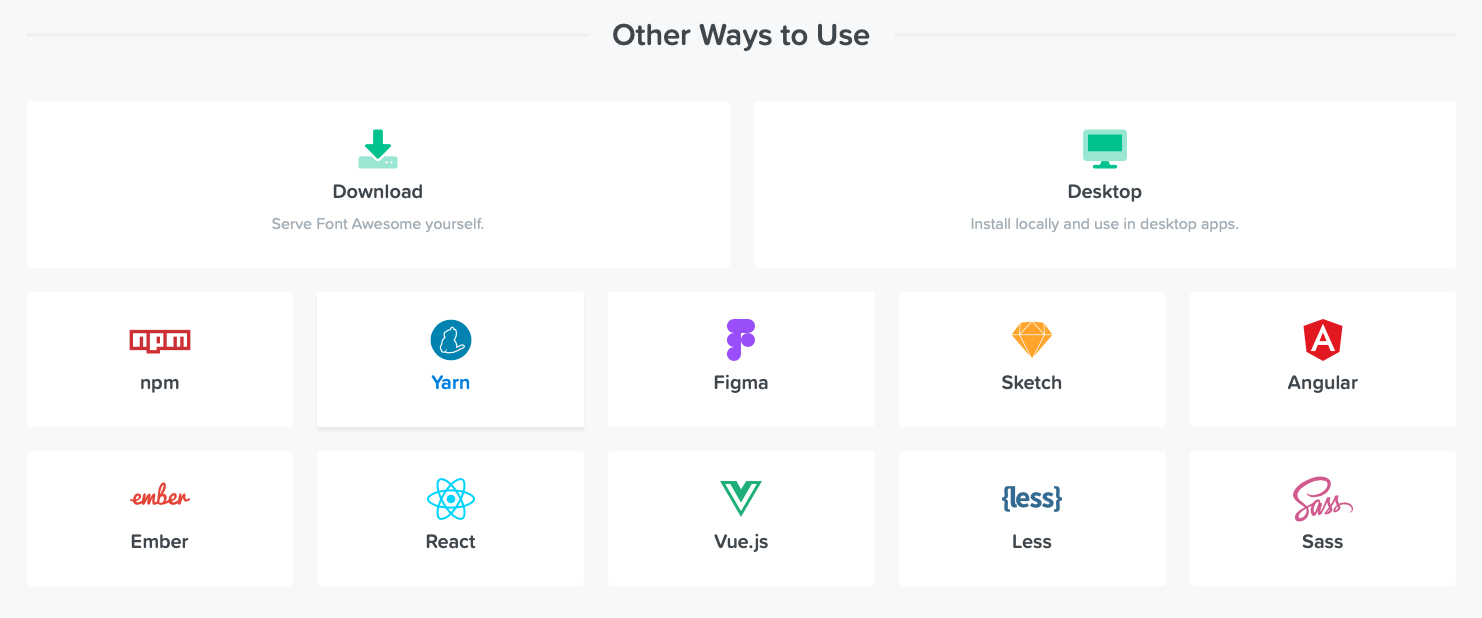 Other Ways to Use
Download
Serve Font Awesome yourself.
Desktop
Install locally and use in desktop apps.
npm
npm
Yarn
Figma
Sketch
A
Angular
ember
Ember
React
Vue.js
{less}
Less
Sass
Sass